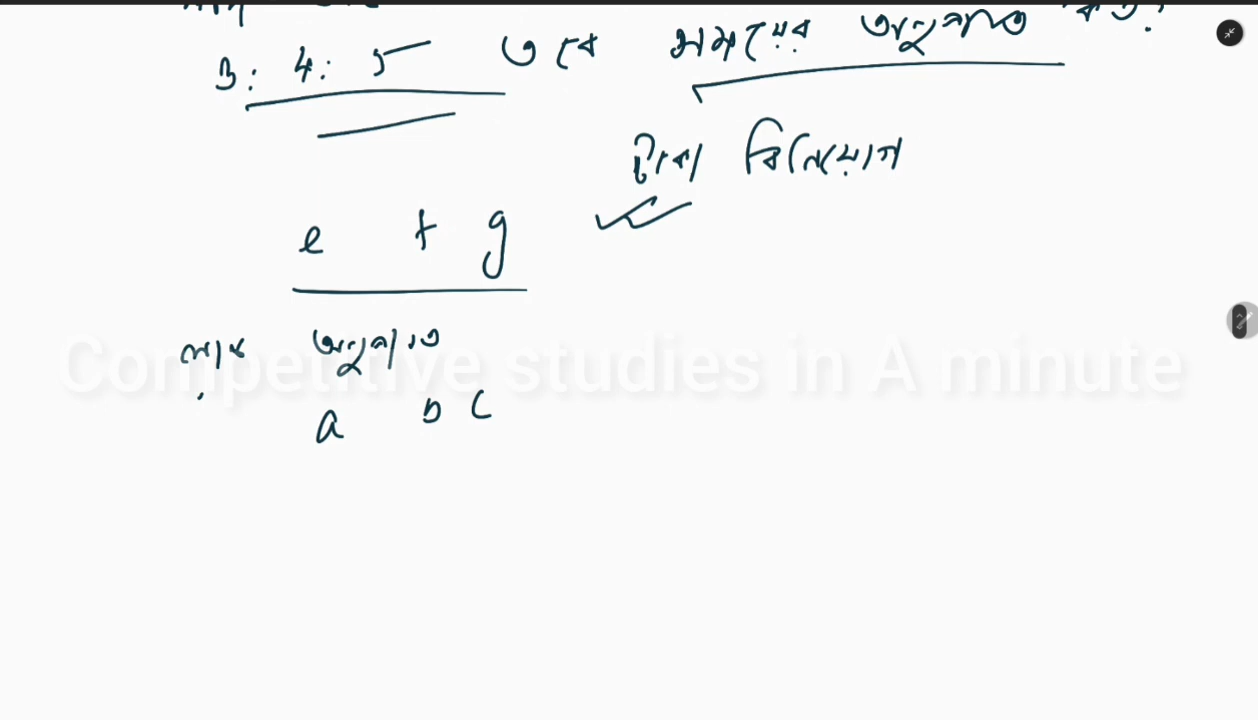 3: 4: 5 তবে সময়ের অনুপাত কত?
টাকা বিনিয়োগ
e f g
লাভ অনুপাত
Competitive studies in A minute
a b c